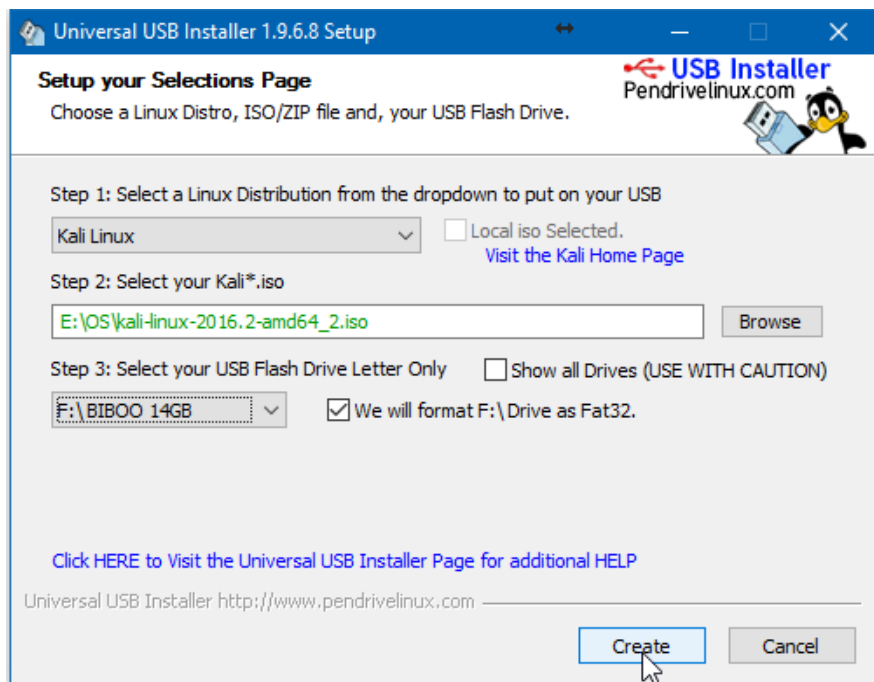 Universal USB Installer 1.9.6.8 Setup
Setup your Selections Page
Choose a Linux Distro, ISO/ZIP file and, your USB Flash Drive.
USB Installer
Pendrivelinux.com
Step 1: Select a Linux Distribution from the dropdown to put on your USB
Kali Linux
Local iso Selected.
Visit the Kali Home Page
Step 2: Select your Kali*.iso
E:\OS\kali-linux-2016.2-amd64_2.iso
Browse
Step 3: Select your USB Flash Drive Letter Only
Show all Drives (USE WITH CAUTION)
F:\BIBOO 14GB
We will format F:\Drive as Fat32.
Click HERE to Visit the Universal USB Installer Page for additional HELP
Universal USB Installer http://www.pendrivelinux.com
Create
Cancel